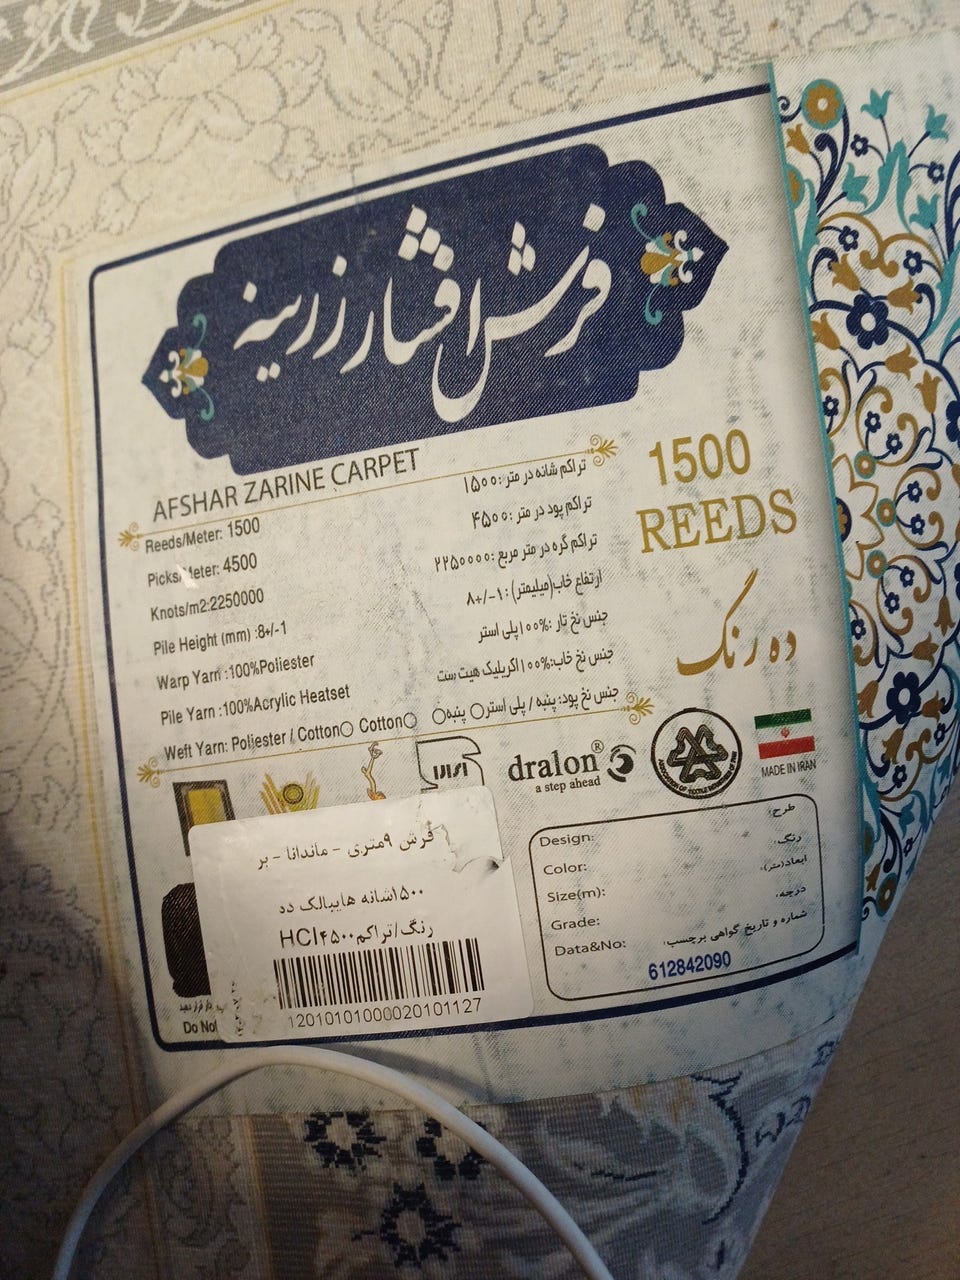 فرش افشار زرینه
AFSHAR ZARINE CARPET
1500
REEDS
ده رنگ
Reeds/Meter: 1500
تراکم شانه در متر: ۱۵۰۰
Picks/Meter: 4500
تراکم پود در متر: ۴۵۰۰
Knots/m2:2250000
تراکم گره در متر مربع: ۲۲۵۰۰۰۰
Pile Height (mm) :8+/-1
ارتفاع خاب(میلیمتر): ۸+/-۱
Warp Yarn :100%Poliester
جنس نخ تار: ۱۰۰%پلی استر
Pile Yarn :100%Acrylic Heatset
جنس نخ خاب: ۱۰۰%اکریلیک هیت ست
Weft Yarn: Poliester / Cotton○ Cotton○
جنس نخ پود: پنبه / پلی استر○ پنبه○
dralon®
a step ahead
MADE IN IRAN
فرش ۹متری - ماندانا - بر
۱۵۰۰شانه هایبالک ده
رنگ/تراکم۴۵۰۰HCI
1201010100002010112​7
Design:
طرح:
Color:
رنگ:
Size(m):
ابعاد(متر):
Grade:
درجه:
Data&No:
شماره و تاریخ گواهی برچسب:
612842090
Do Not